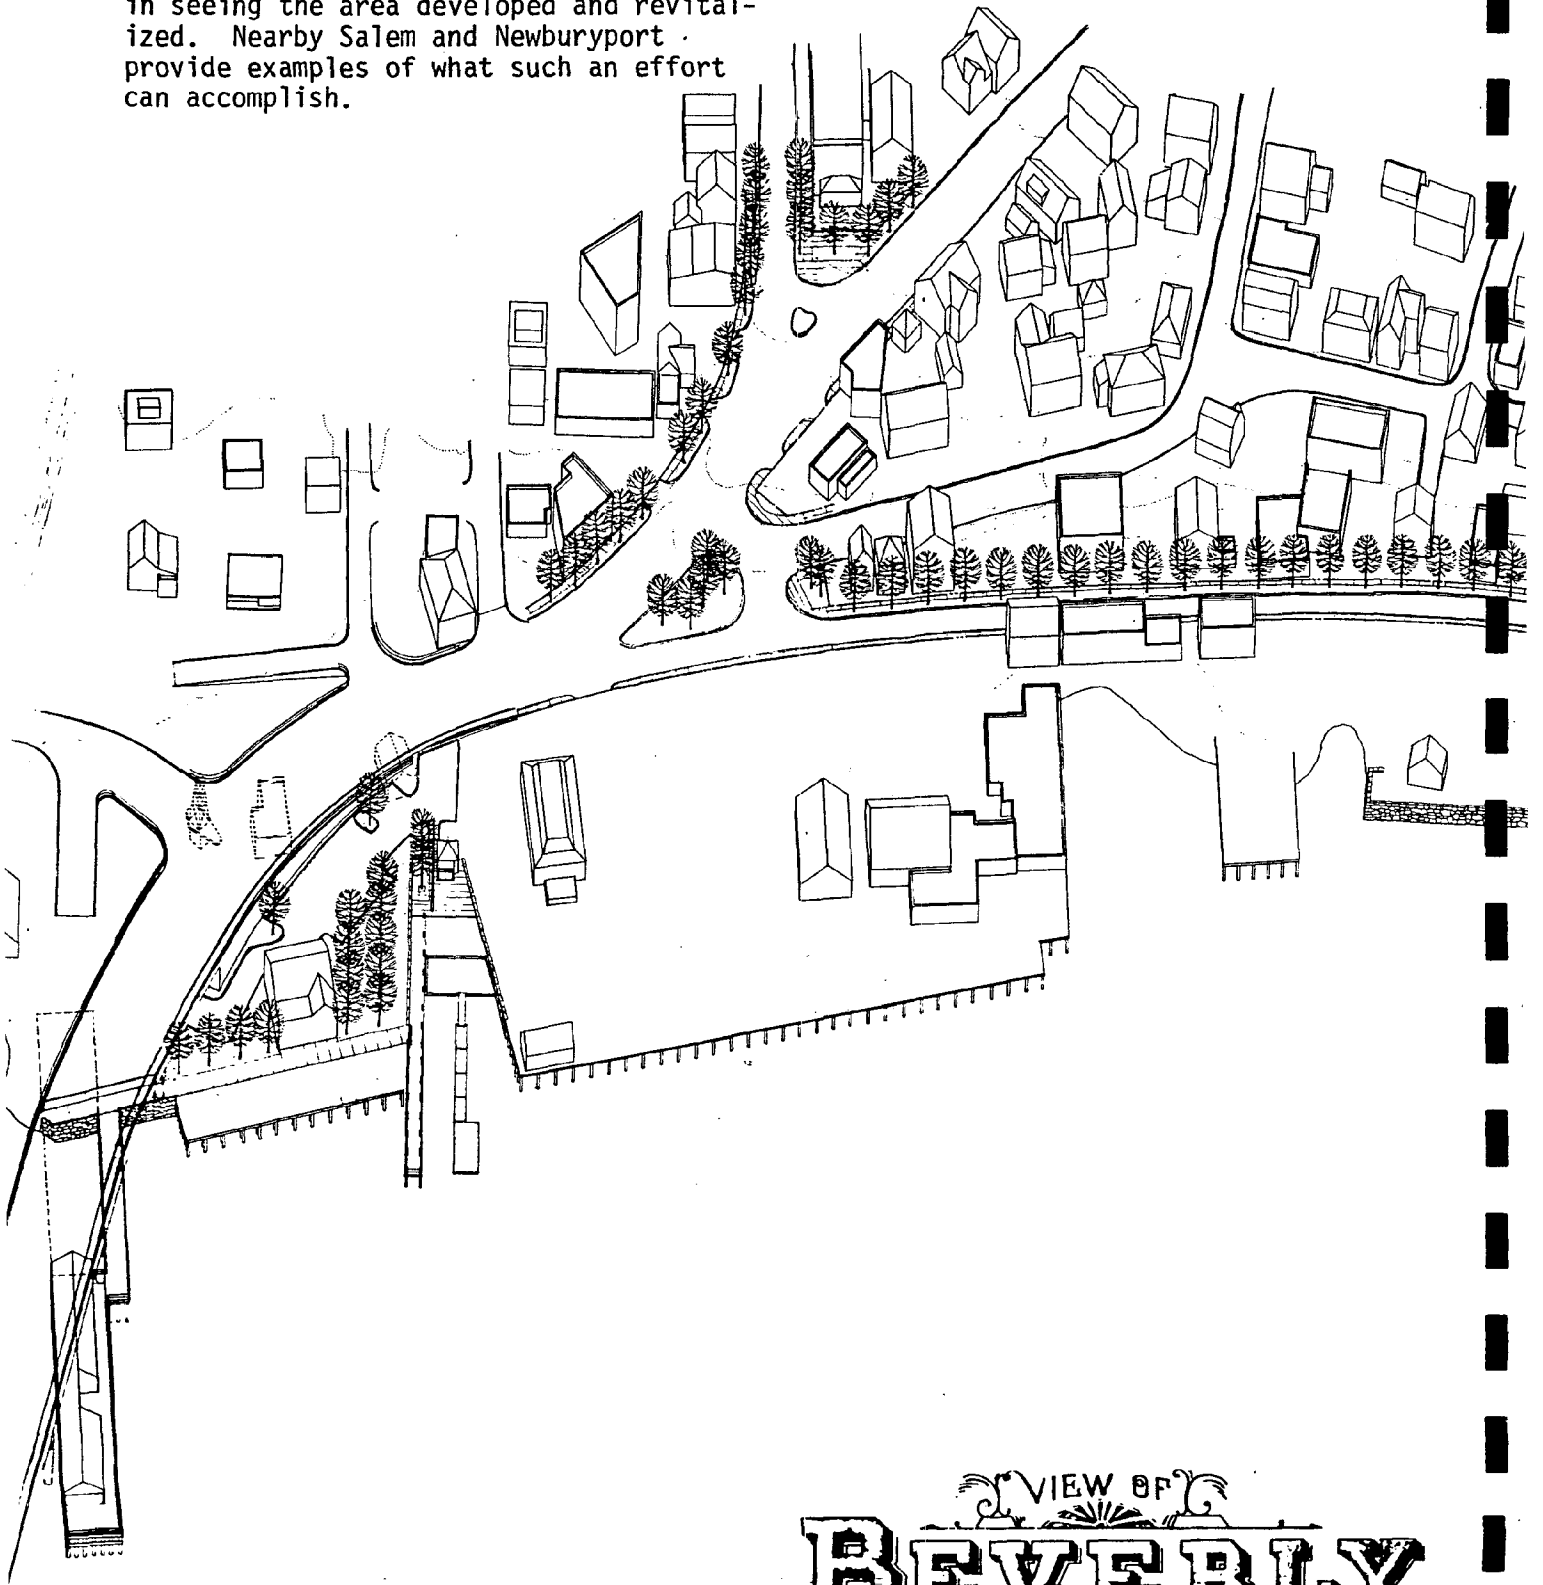 in seeing the area developed and revital-
ized. Nearby Salem and Newburyport
provide examples of what such an effort
can accomplish.
VIEW OF
BEVERLY